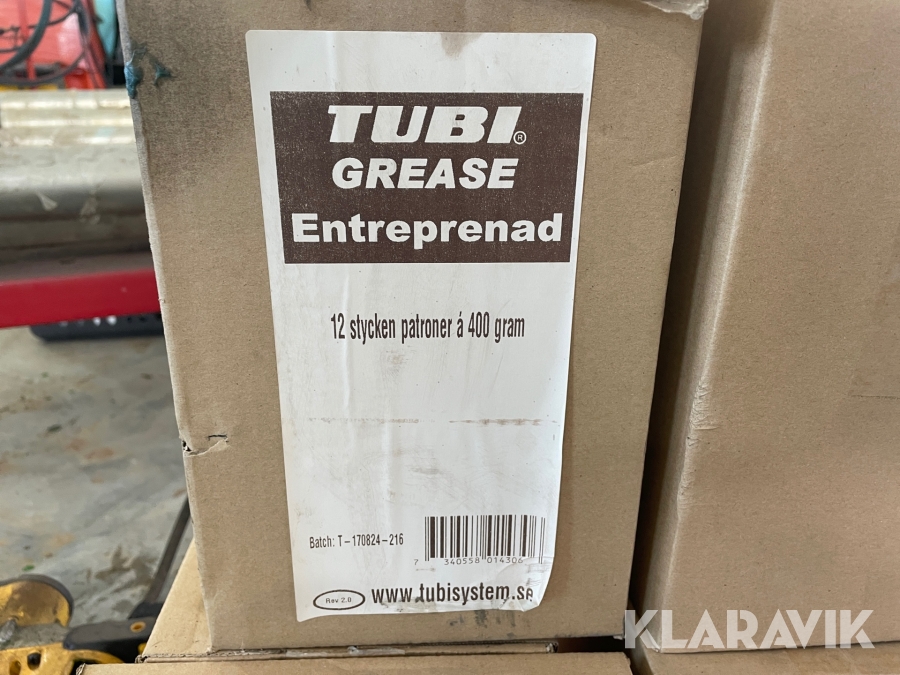 TUBI®
GREASE
Entreprenad
12 stycken patroner á 400 gram
Batch: T-170824-216
7 340558 014306
Rev 2.0 www.tubisystem.se
KLARAVIK